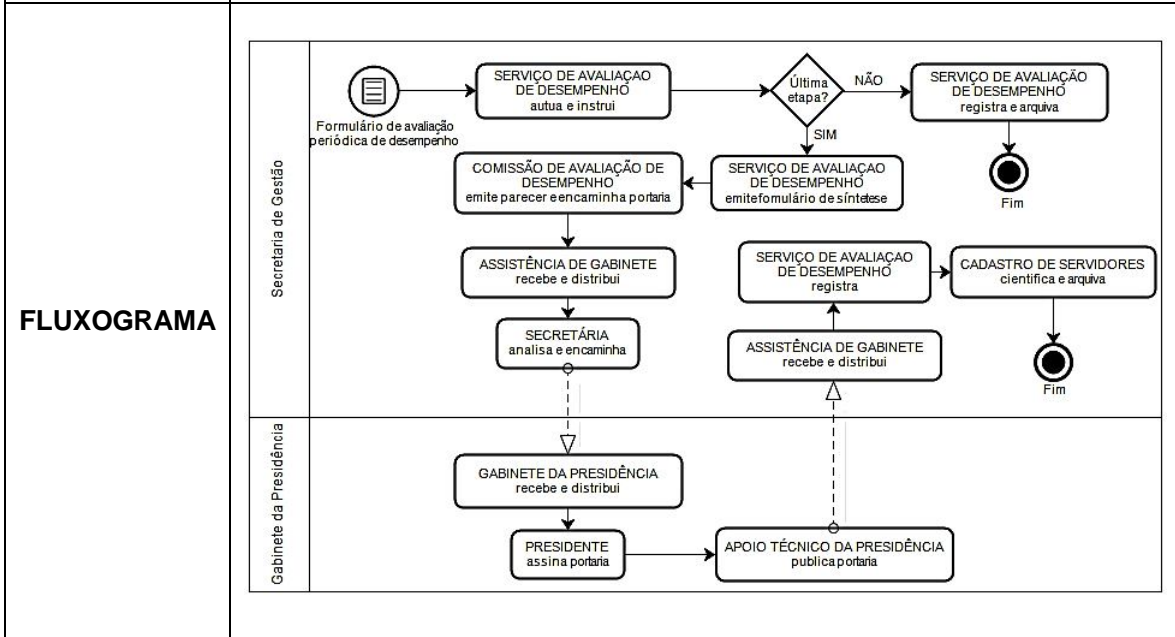 FLUXOGRAMA
Secretaria de Gestão
Formulário de avaliação
periódica de desempenho
SERVIÇO DE AVALIAÇAO
DE DESEMPENHO
autua e instrui
Última
etapa?
NÃO
SERVIÇO DE AVALIAÇÃO
DE DESEMPENHO
registra e arquiva
Fim
SIM
SERVIÇO DE AVALIAÇAO
DE DESEMPENHO
emitefomulário de síntetese
COMISSÃO DE AVALIAÇÃO DE
DESEMPENHO
emite parecer e encaminha portaria
ASSISTÊNCIA DE GABINETE
recebe e distribui
SECRETÁRIA
analisa e encaminha
Gabinete da Presidência
GABINETE DA PRESIDÊNCIA
recebe e distribui
PRESIDENTE
assina portaria
APOIO TÉCNICO DA PRESIDÊNCIA
publica portaria
ASSISTÊNCIA DE GABINETE
recebe e distribui
SERVIÇO DE AVALIAÇAO
DE DESEMPENHO
registra
CADASTRO DE SERVIDORES
cientifica e arquiva
Fim